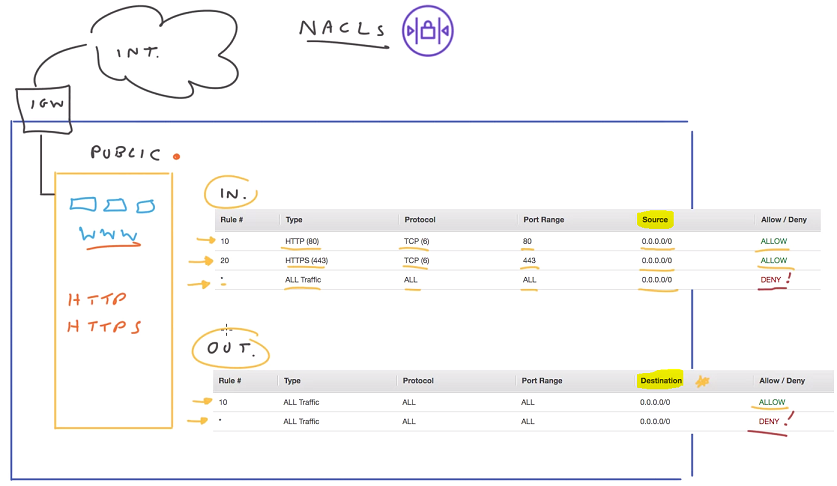 NACLs
INT.
IGW
PUBLIC
WWW
HTTP
HTTPS
IN.
Rule # Type Protocol Port Range Source Allow / Deny
10 HTTP (80) TCP (6) 80 0.0.0.0/0 ALLOW
20 HTTPS (443) TCP (6) 443 0.0.0.0/0 ALLOW
* ALL Traffic ALL ALL 0.0.0.0/0 DENY !
OUT.
Rule # Type Protocol Port Range Destination Allow / Deny
10 ALL Traffic ALL ALL 0.0.0.0/0 ALLOW
* ALL Traffic ALL ALL 0.0.0.0/0 DENY !